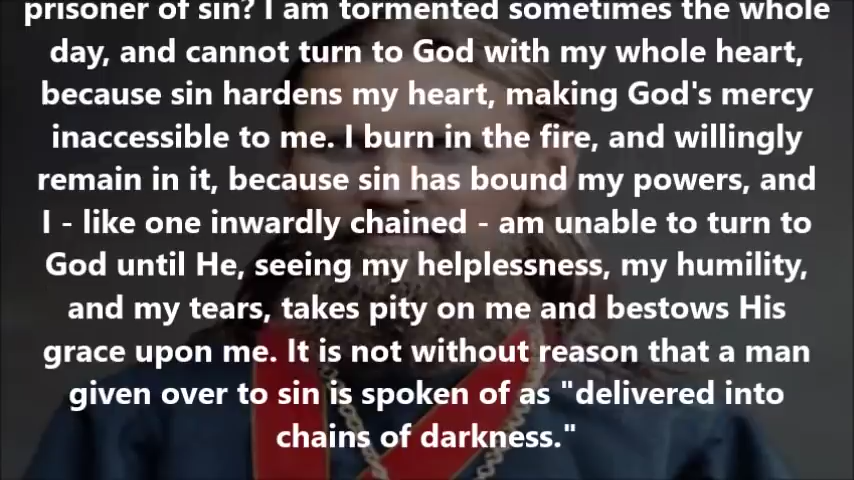 prisoner of sin? I am tormented sometimes the whole
day, and cannot turn to God with my whole heart,
because sin hardens my heart, making God's mercy
inaccessible to me. I burn in the fire, and willingly
remain in it, because sin has bound my powers, and
I - like one inwardly chained - am unable to turn to
God until He, seeing my helplessness, my humility,
and my tears, takes pity on me and bestows His
grace upon me. It is not without reason that a man
given over to sin is spoken of as "delivered into
chains of darkness."